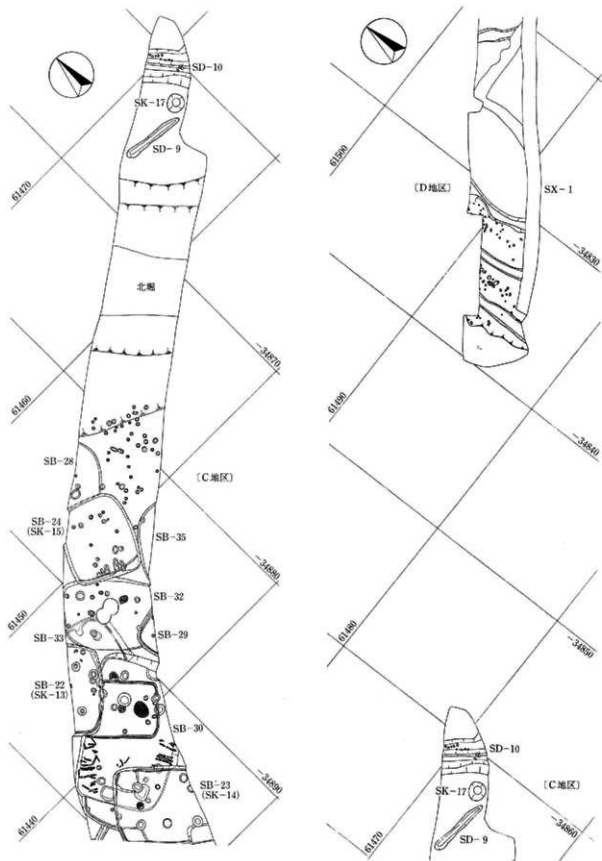 SD-10
SK-17
SD-9
61470
北堀
-34870
61460
SB-28
〔C地区〕
SB-24
(SK-15)
SB-35
-34880
SB-32
61450
SB-33
SB-29
SB-22
(SK-13)
SB-30
-34890
SB-23
(SK-14)
61440
61500
〔D地区〕
SX-1
-34830
61490
-34840
61480
-34850
SD-10
〔C地区〕
SK-17
61470
SD-9
-34860